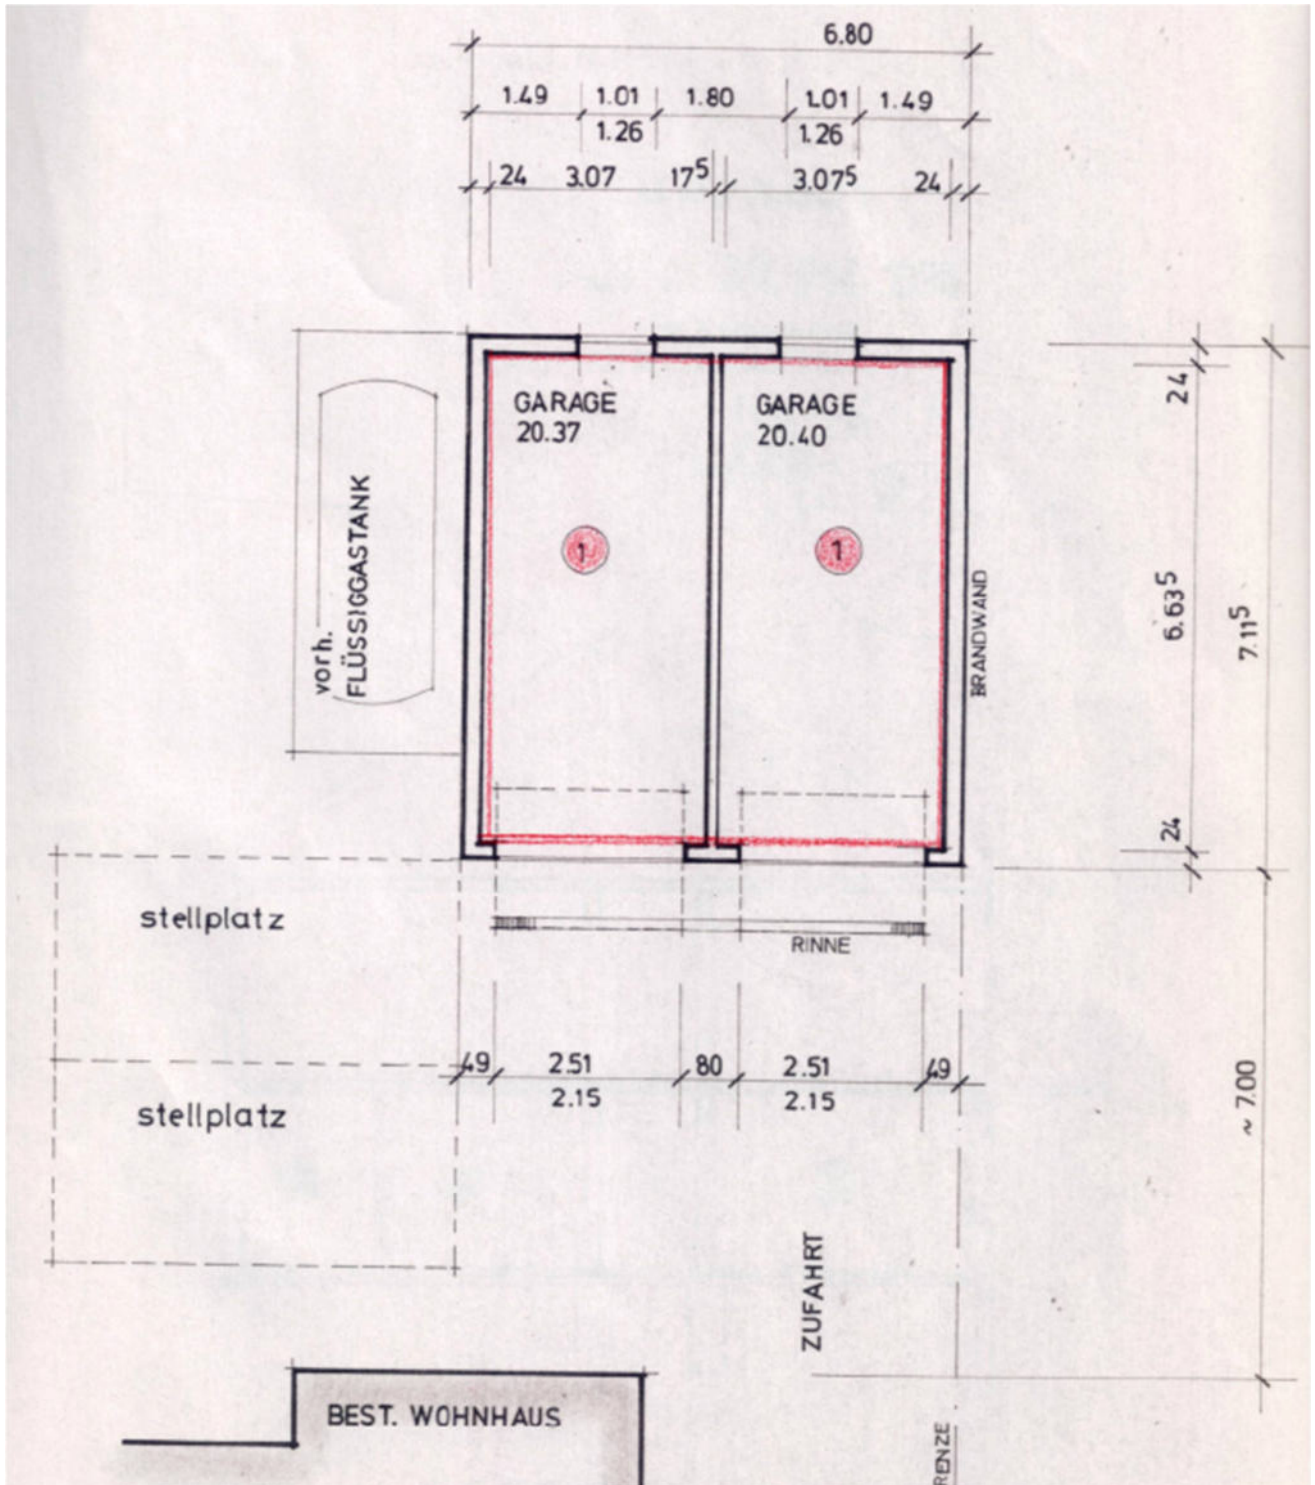 6.80
1.49 1.01 1.80 1.01 1.49
1.26 1.26
24 3.07 17⁵ 3.07⁵ 24
GARAGE
20.37
GARAGE
20.40
1
1
vorh.
FLÜSSIGGASTANK
BRANDWAND
24
6.63⁵
24
7.11⁵
stellplatz
RINNE
49 2.51 80 2.51 49
2.15 2.15
stellplatz
~ 7.00
ZUFAHRT
BEST. WOHNHAUS
RENZE